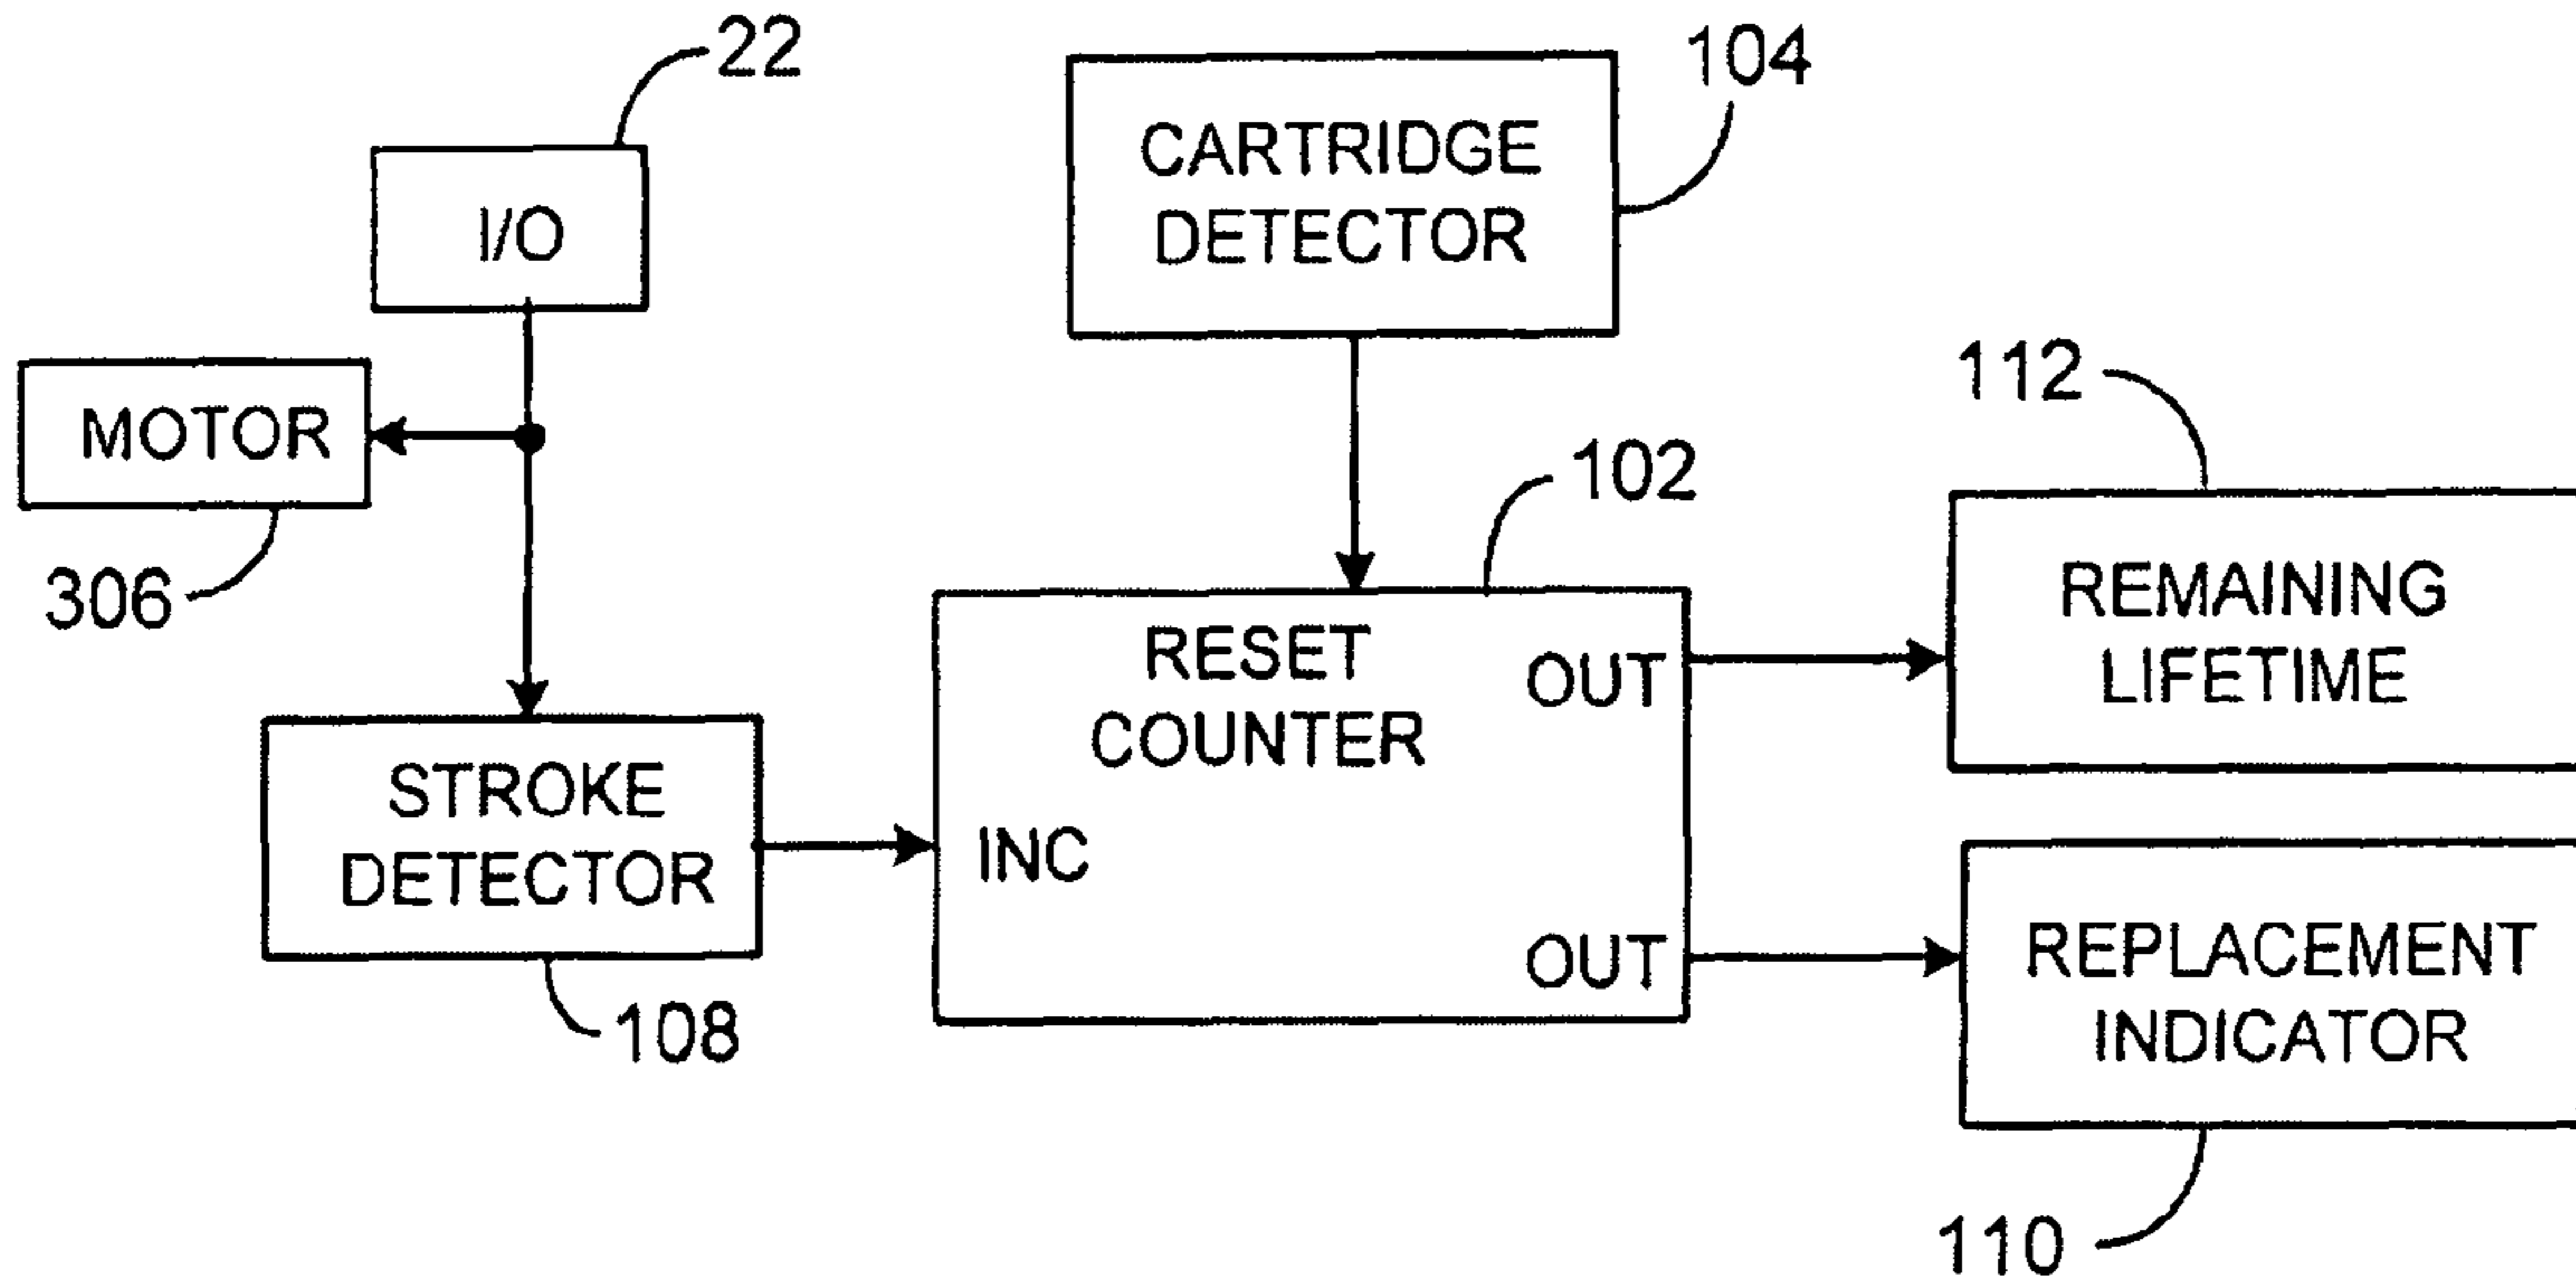 22
I/O
MOTOR
306
CARTRIDGE
DETECTOR
104
112
102
REMAINING
LIFETIME
RESET
COUNTER
OUT
INC
OUT
STROKE
DETECTOR
108
REPLACEMENT
INDICATOR
110